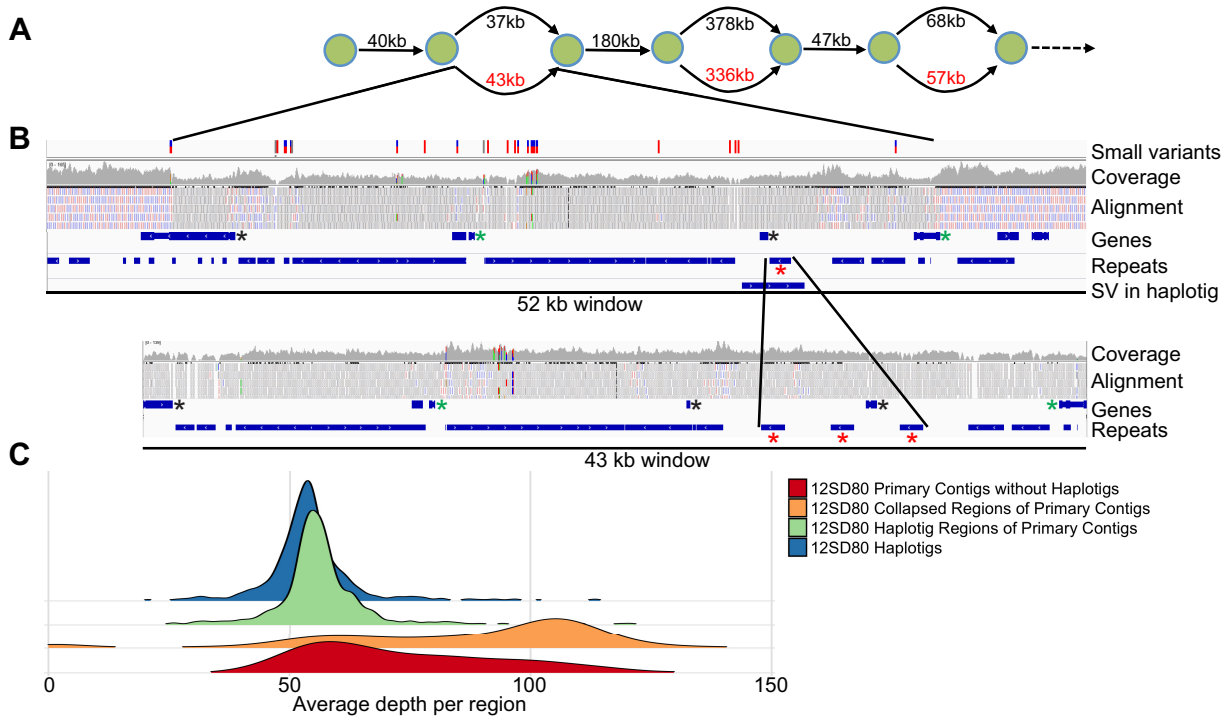 A
40kb
37kb
43kb
180kb
378kb
336kb
47kb
68kb
57kb
B
Small variants
Coverage
Alignment
*
*
*
*
Genes
Repeats
*
SV in haplotig
52 kb window
Coverage
Alignment
*
*
*
*
*
Genes
Repeats
*
*
*
43 kb window
C
12SD80 Primary Contigs without Haplotigs
12SD80 Collapsed Regions of Primary Contigs
12SD80 Haplotig Regions of Primary Contigs
12SD80 Haplotigs
0
50
100
150
Average depth per region